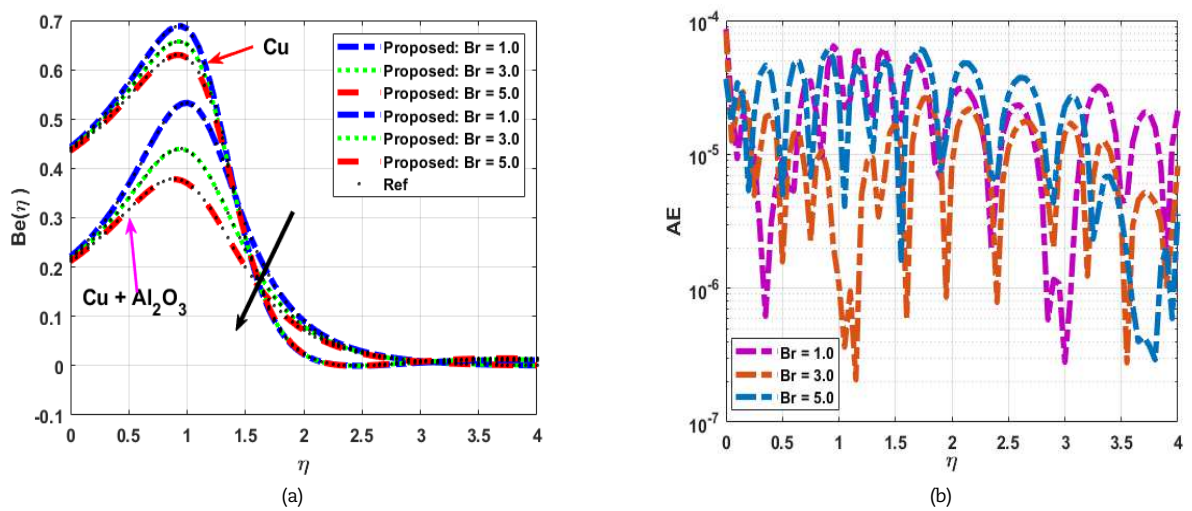 0.7
0.6
0.5
0.4
0.3
0.2
0.1
0
-0.1
Be(η)
0
0.5
1
1.5
2
2.5
3
3.5
4
η
Cu
Cu + Al2O3
Proposed: Br = 1.0
Proposed: Br = 3.0
Proposed: Br = 5.0
Proposed: Br = 1.0
Proposed: Br = 3.0
Proposed: Br = 5.0
Ref
(a)
10-4
10-5
10-6
10-7
AE
Br = 1.0
Br = 3.0
Br = 5.0
0
0.5
1
1.5
2
2.5
3
3.5
4
η
(b)